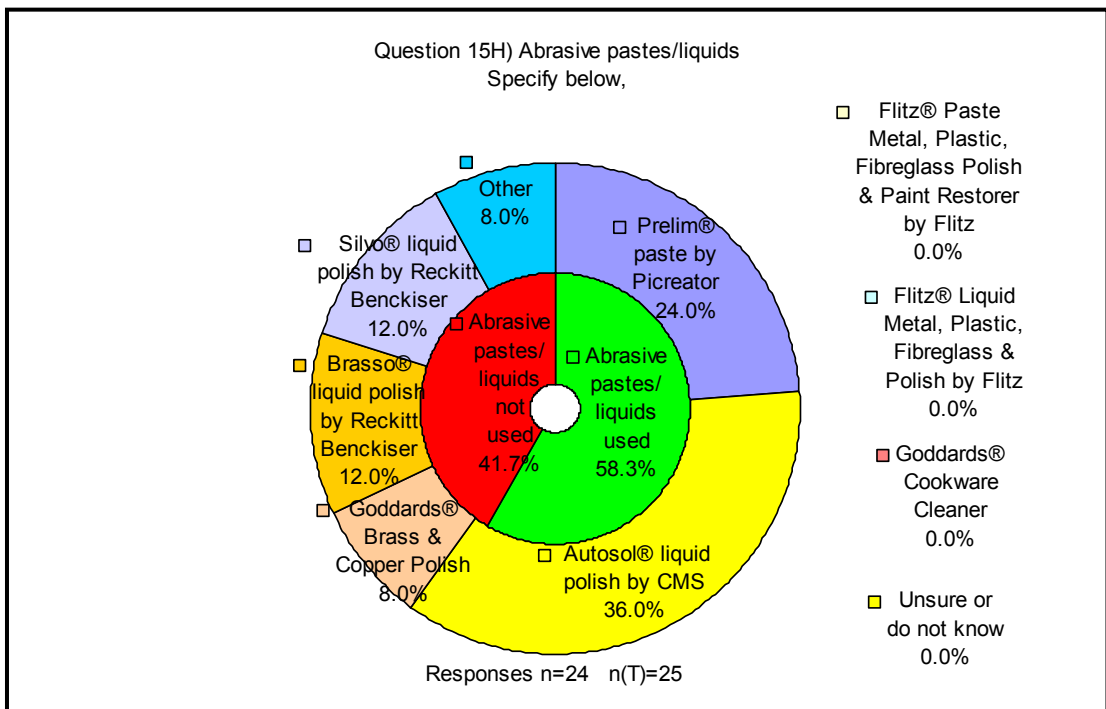 Question 15H) Abrasive pastes/liquids
Specify below,
Other
8.0%
Silvo® liquid
polish by Reckitt
Benckiser
12.0%
Brasso®
liquid polish
by Reckitt
Benckiser
12.0%
Goddards®
Brass &
Copper Polish
8.0%
Abrasive
pastes/
liquids
not
used
41.7%
Abrasive
pastes/
liquids
used
58.3%
Prelim®
paste by
Picreator
24.0%
Autosol® liquid
polish by CMS
36.0%
Flitz® Paste
Metal, Plastic,
Fibreglass Polish
& Paint Restorer
by Flitz
0.0%
Flitz® Liquid
Metal, Plastic,
Fibreglass &
Polish by Flitz
0.0%
Goddards®
Cookware
Cleaner
0.0%
Unsure or
do not know
0.0%
Responses n=24 n(T)=25